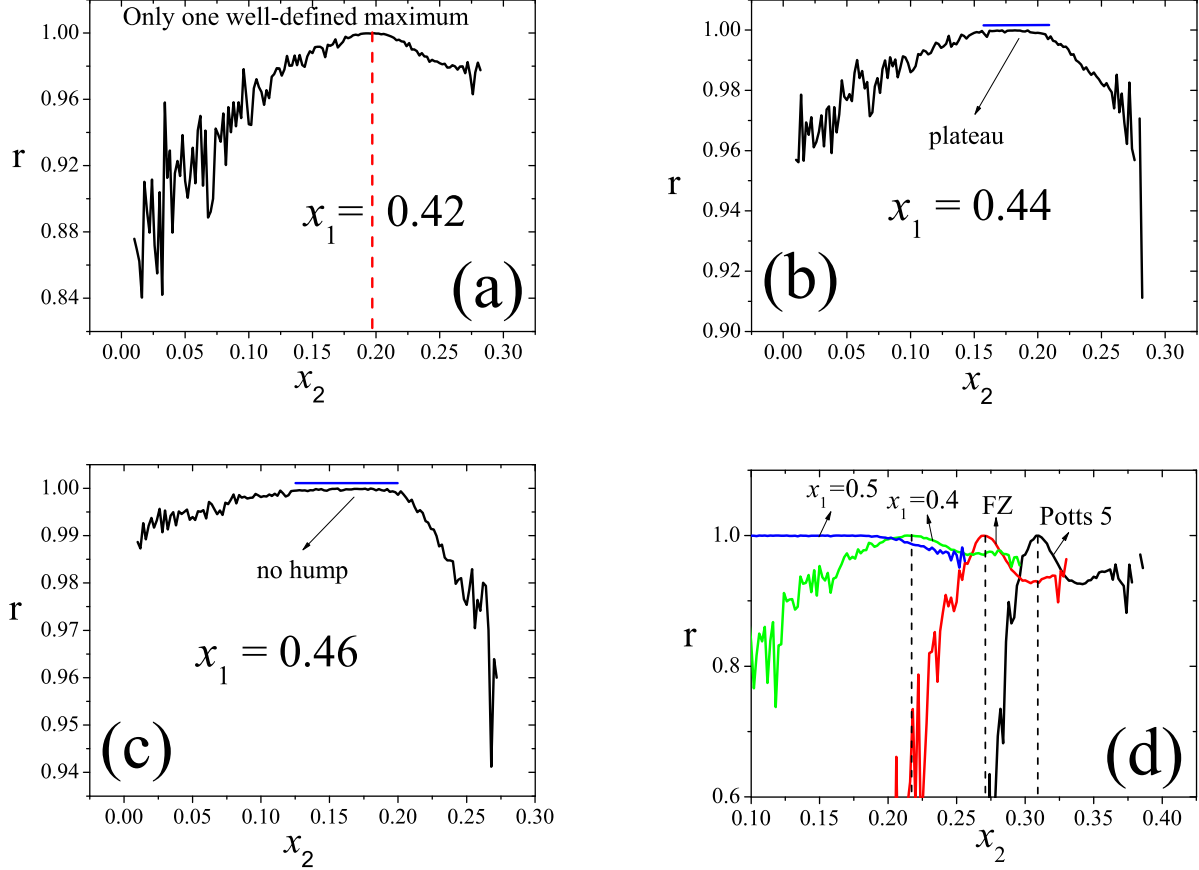 Only one well-defined maximum
1.00
0.96
0.92
0.88
0.84
r
x1 = 0.42
(a)
0.00 0.05 0.10 0.15 0.20 0.25 0.30
x2
1.00
0.98
0.96
0.94
0.92
0.90
r
plateau
x1 = 0.44
(b)
0.00 0.05 0.10 0.15 0.20 0.25 0.30
x2
1.00
0.99
0.98
0.97
0.96
0.95
0.94
r
no hump
x1 = 0.46
(c)
0.00 0.05 0.10 0.15 0.20 0.25 0.30
x2
1.0
0.8
0.6
r
x1=0.5
x1=0.4
FZ
Potts 5
(d)
0.10 0.15 0.20 0.25 0.30 0.35 0.40
x2